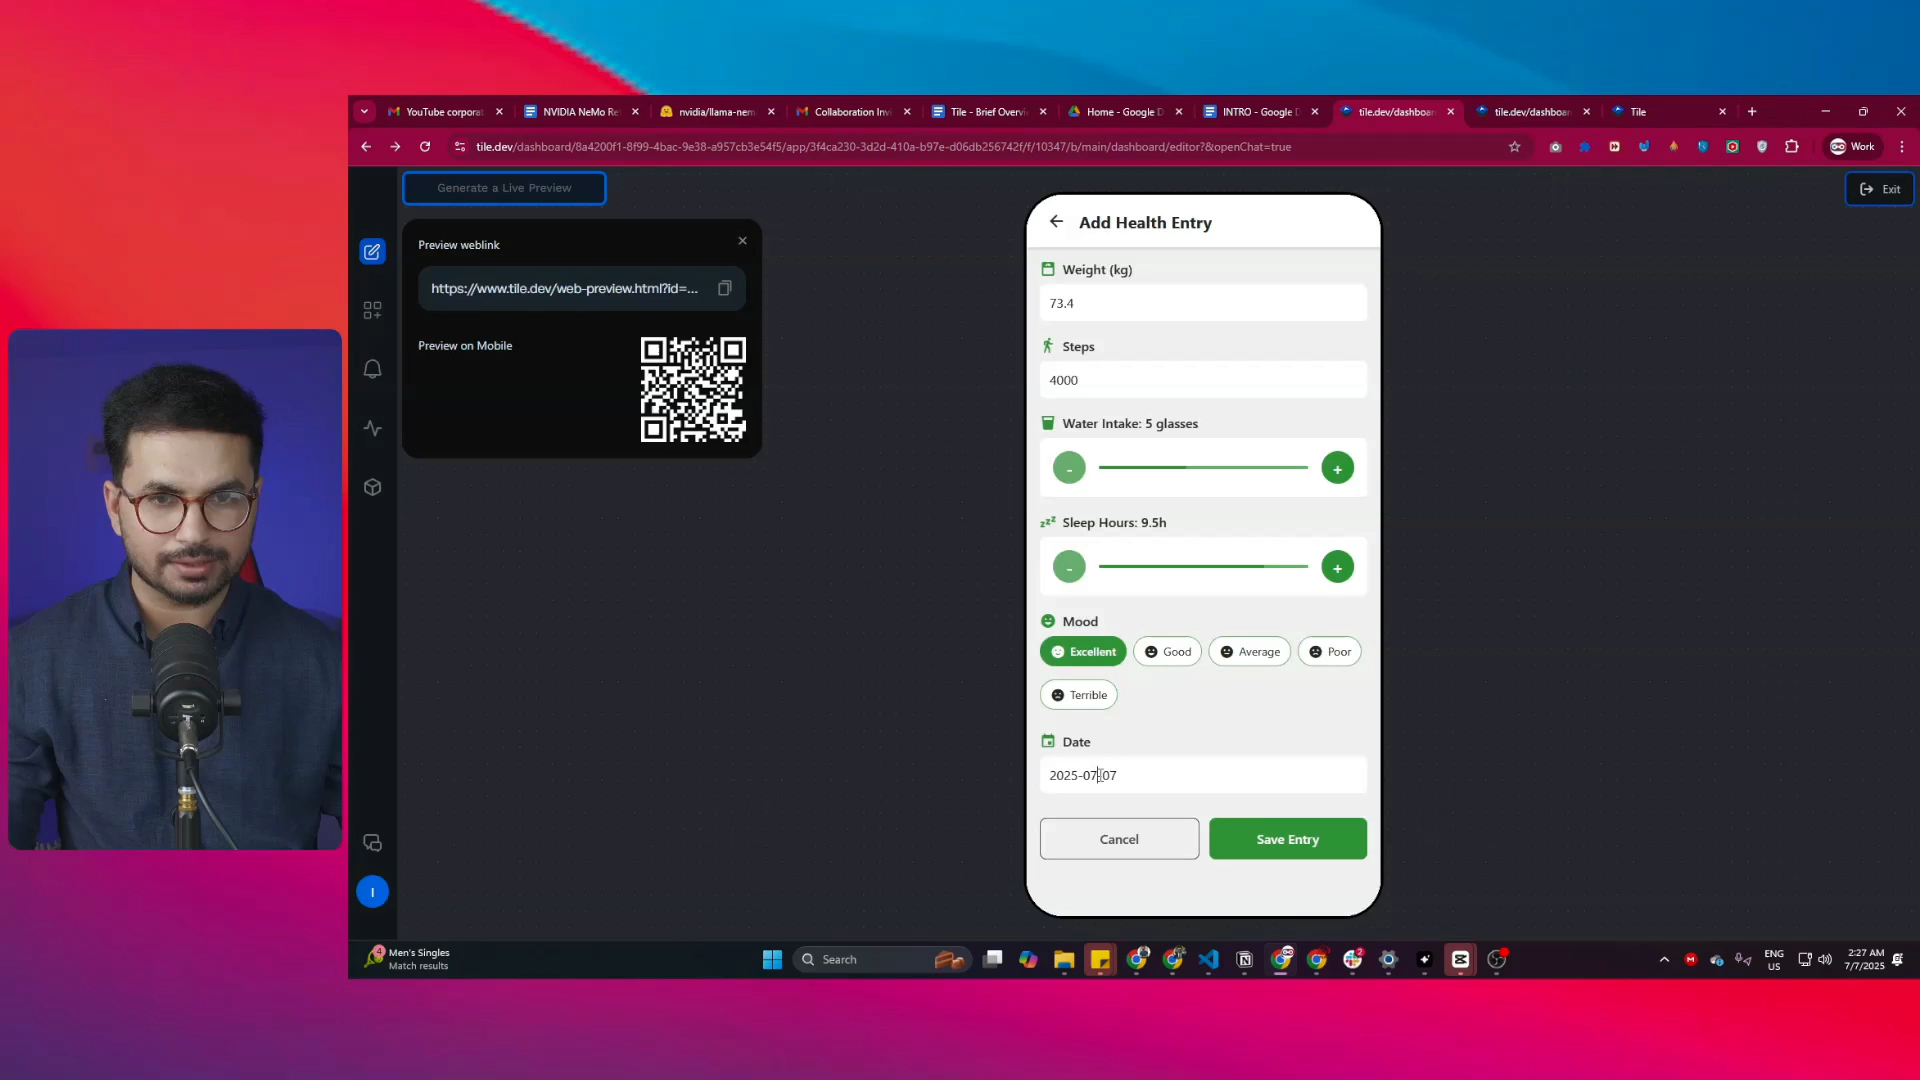 YouTube corporat
NVIDIA NeMo Re
nvidia/llama-nem
Collaboration Invi
Tile - Brief Overvi
Home - Google D
INTRO - Google D
tile.dev/dashboar
tile.dev/dashboar
Tile
tile.dev/dashboard/8a4200f1-8f99-4bac-9e38-a957cb3e54f5/app/3f4ca230-3d2d-410a-b97e-d06db256742f/f/10347/b/main/dashboard/editor?&openChat=true
Work
Generate a Live Preview
Exit
Preview weblink
https://www.tile.dev/web-preview.html?id=...
Preview on Mobile
I
Add Health Entry
Weight (kg)
73.4
Steps
4000
Water Intake: 5 glasses
-
+
zzz Sleep Hours: 9.5h
-
+
Mood
Excellent
Good
Average
Poor
Terrible
Date
2025-07-07
Cancel
Save Entry
4
Men's Singles
Match results
Search
2
M
ENG
US
2:27 AM
7/7/2025